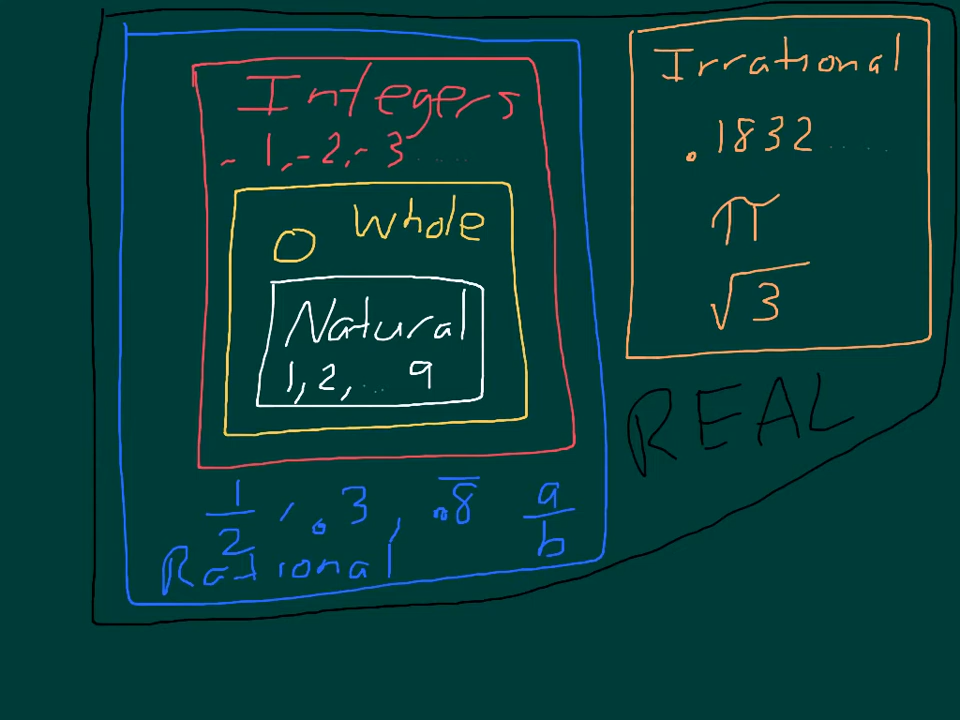 Integers
-1, -2, -3 .....
0 Whole
Natural
1, 2, ... 9
1/2, .3, .8̅ a/b
Rational
Irrational
.1832.....
π
√3
REAL